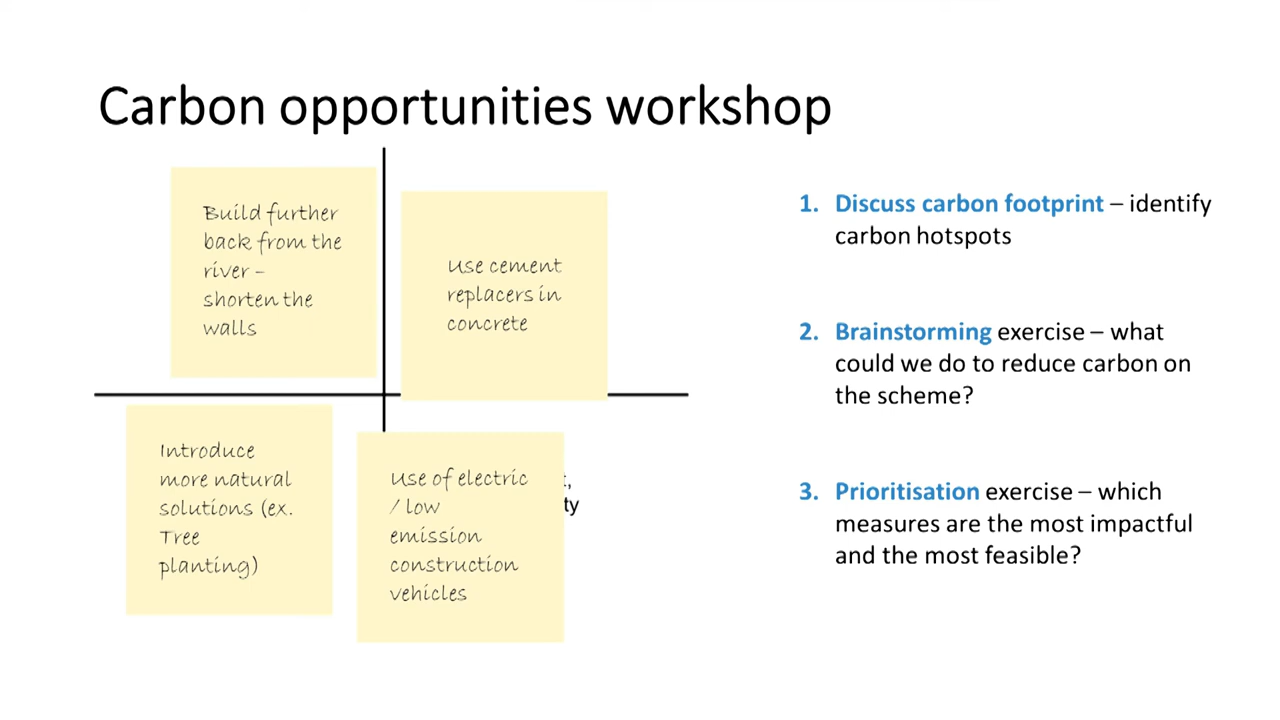 Carbon opportunities workshop
Build further
back from the
river –
shorten the
walls
Use cement
replacers in
concrete
Introduce
more natural
solutions (ex.
Tree
planting)
Use of electric
/ low
emission
construction
vehicles
1. Discuss carbon footprint – identify
carbon hotspots
2. Brainstorming exercise – what
could we do to reduce carbon on
the scheme?
3. Prioritisation exercise – which
measures are the most impactful
and the most feasible?